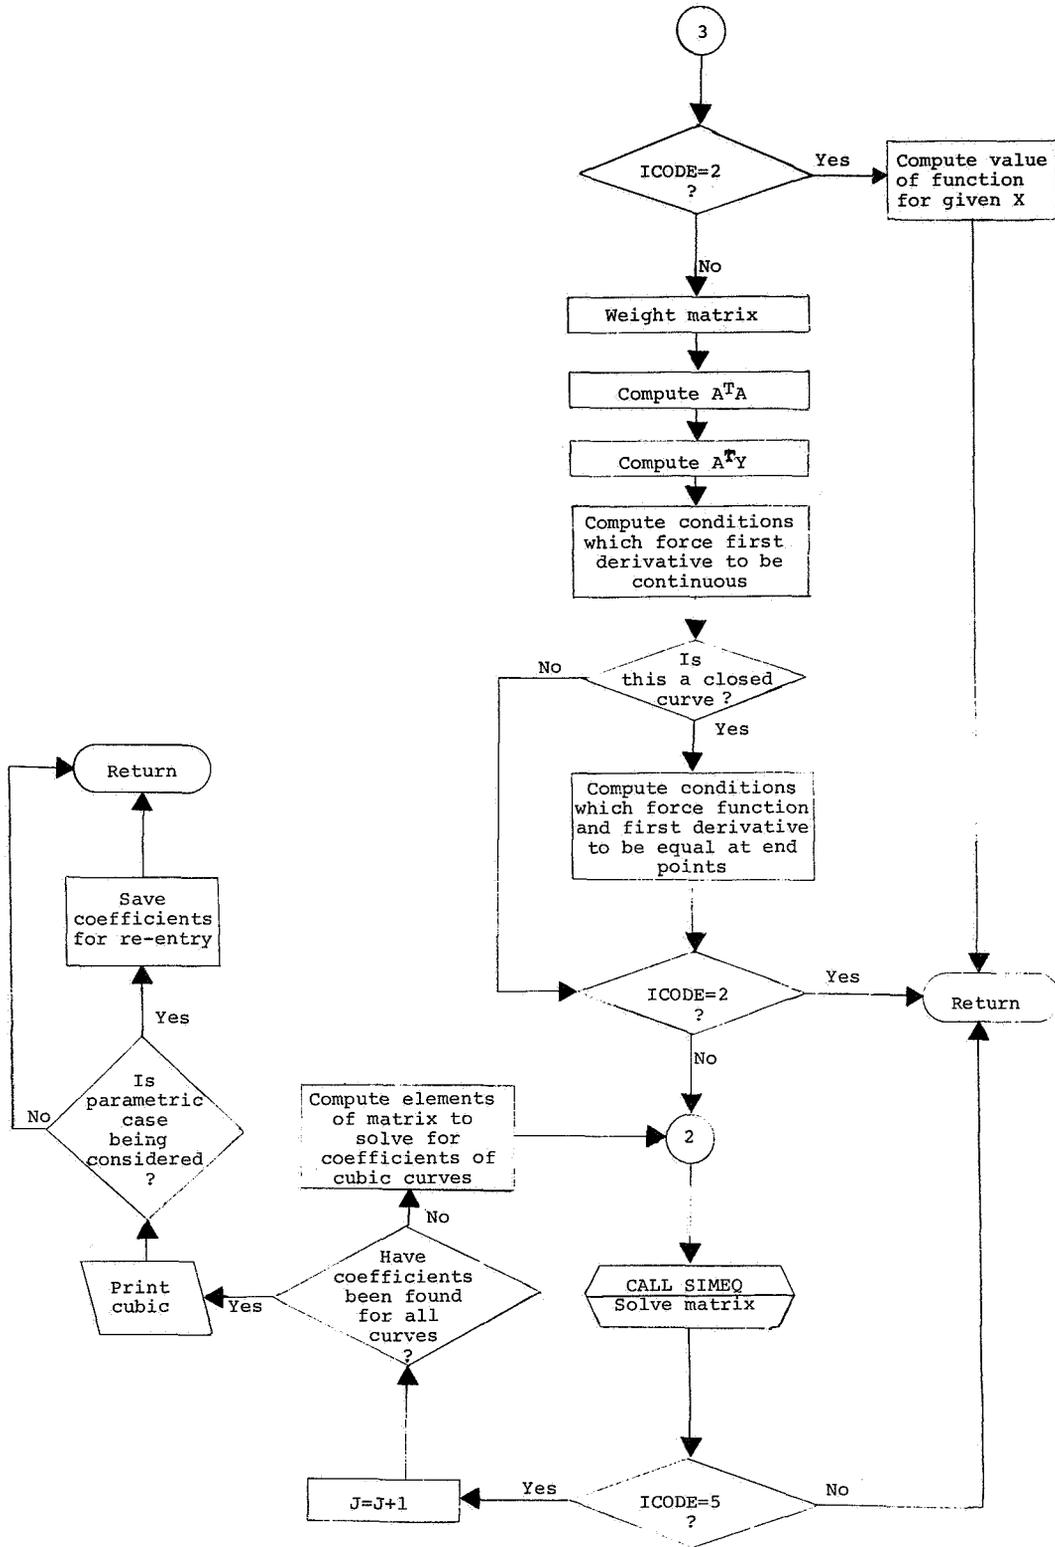 3
ICODE=2
?
Yes
Compute value
of function
for given X
No
Weight matrix
Compute AᵀA
Compute AᵀY
Compute conditions
which force first
derivative to be
continuous
Is
this a closed
curve ?
No
Yes
Compute conditions
which force function
and first derivative
to be equal at end
points
ICODE=2
?
Yes
Return
No
2
CALL SIMEQ
Solve matrix
ICODE=5
?
No
Yes
J=J+1
Have
coefficients
been found
for all
curves
?
No
Compute elements
of matrix to
solve for
coefficients of
cubic curves
Yes
Print
cubic
Is
parametric
case
being
considered
?
No
Yes
Save
coefficients
for re-entry
Return